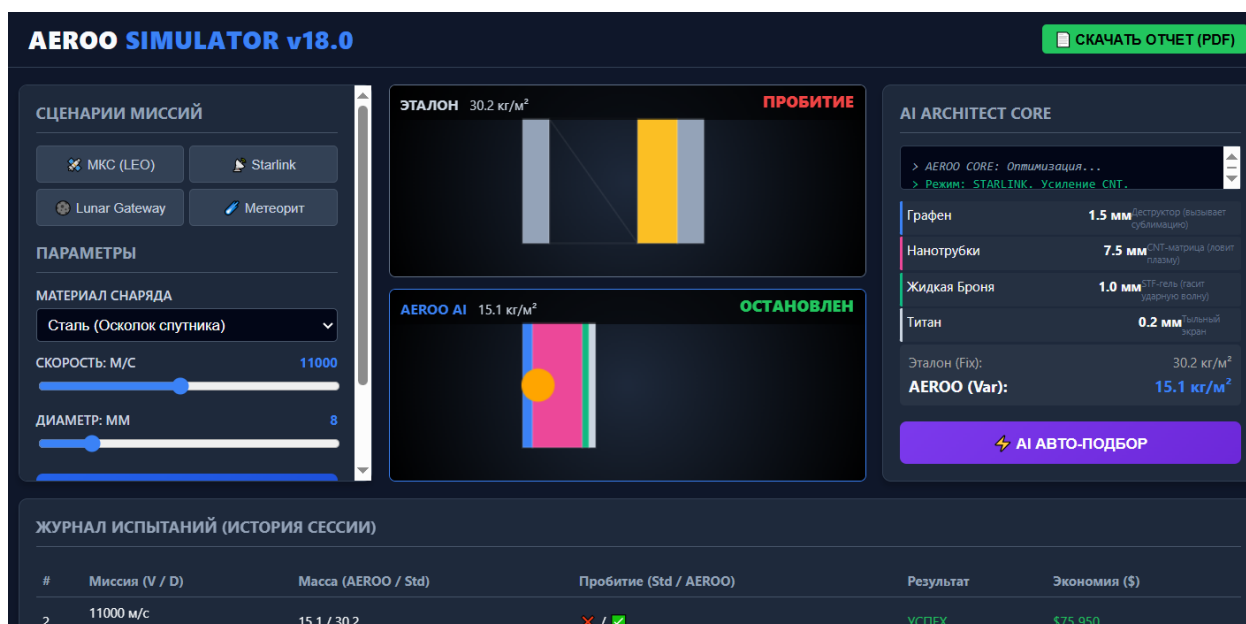 AEROO SIMULATOR v18.0
СКАЧАТЬ ОТЧЕТ (PDF)
СЦЕНАРИИ МИССИЙ
МКС (LEO)
Starlink
Lunar Gateway
Метеорит
ПАРАМЕТРЫ
МАТЕРИАЛ СНАРЯДА
Сталь (Осколок спутника)
СКОРОСТЬ: М/С 11000
ДИАМЕТР: ММ 8
ЭТАЛОН 30.2 кг/м²
ПРОБИТИЕ
AEROO AI 15.1 кг/м²
ОСТАНОВЛЕН
AI ARCHITECT CORE
> AEROO CORE: Оптимизация...
> Режим: STARLINK. Усиление CNT.
Графен 1.5 мм Деструктор (вызывает
сублимацию)
Нанотрубки 7.5 мм CNT-матрица (ловит
плазму)
Жидкая Броня 1.0 мм STF-гель (гасит
ударную волну)
Титан 0.2 мм Тыльный
экран
Эталон (Fix): 30.2 кг/м²
AEROO (Var): 15.1 кг/м²
⚡ AI АВТО-ПОДБОР
ЖУРНАЛ ИСПЫТАНИЙ (ИСТОРИЯ СЕССИИ)
# Миссия (V / D) Масса (AEROO / Std) Пробитие (Std / AEROO) Результат Экономия ($)
11000 м/с
2 15.1 / 30.2 ❌ / ✅ УСПЕХ $75,950